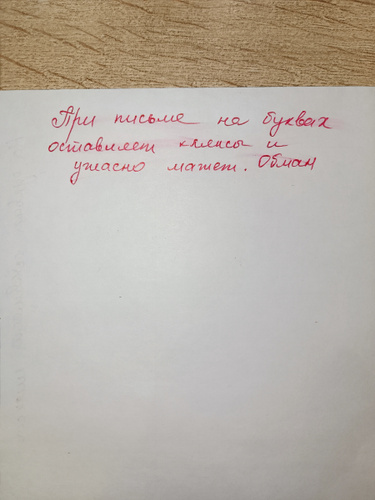 При письме на буквах
оставляет кляксы и
ужасно мажет. Обман